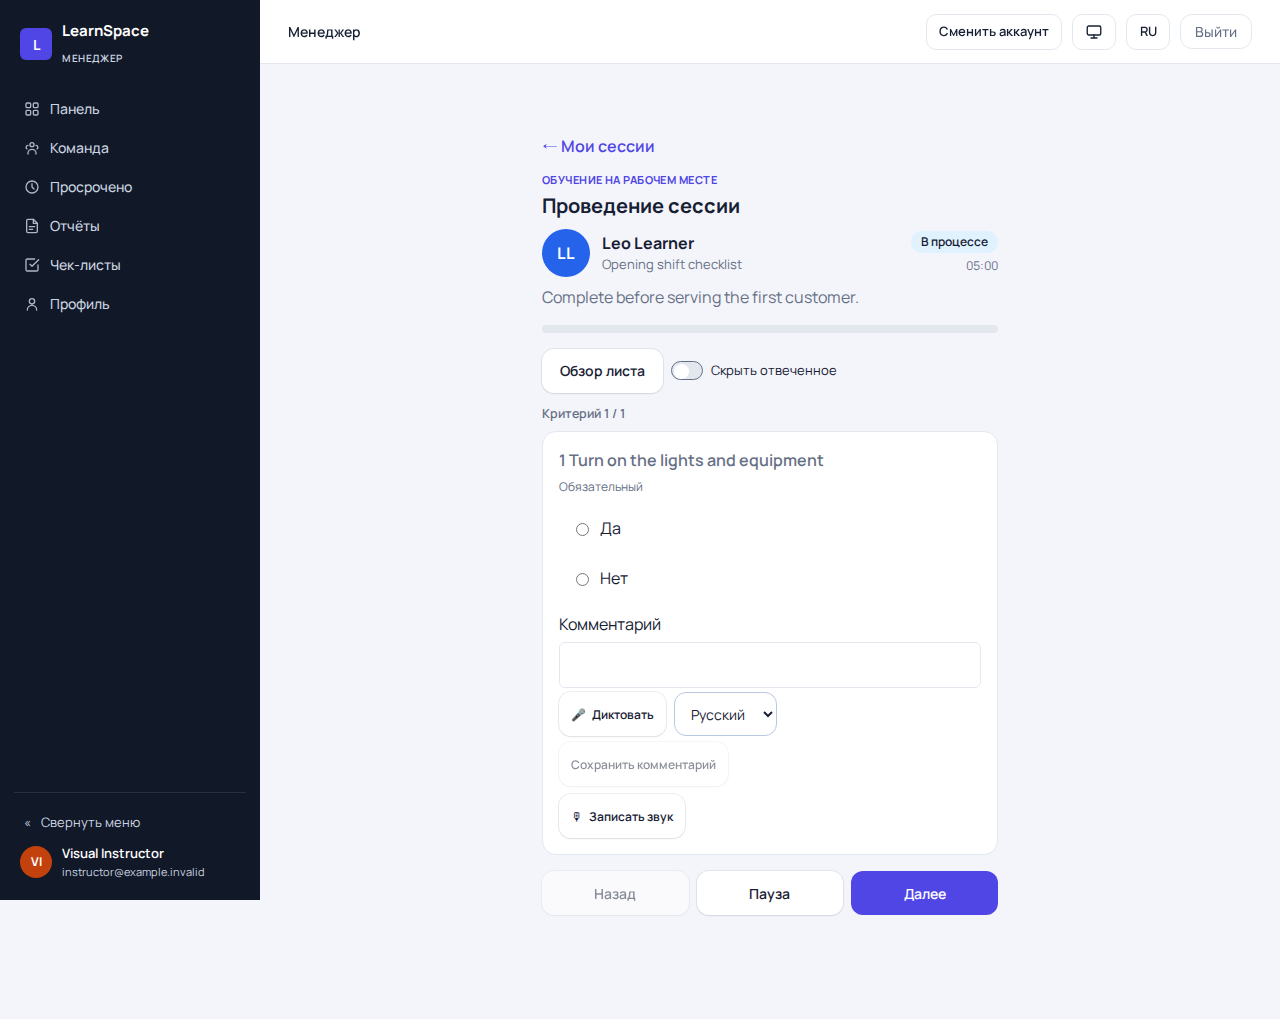 L
LearnSpace
МЕНЕДЖЕР
Панель
Команда
Просрочено
Отчёты
Чек-листы
Профиль
« Свернуть меню
VI
Visual Instructor
instructor@example.invalid
Менеджер
Сменить аккаунт
RU
Выйти
← Мои сессии
ОБУЧЕНИЕ НА РАБОЧЕМ МЕСТЕ
Проведение сессии
LL
Leo Learner
Opening shift checklist
В процессе
05:00
Complete before serving the first customer.
Обзор листа
Скрыть отвеченное
Критерий 1 / 1
1 Turn on the lights and equipment
Обязательный
Да
Нет
Комментарий
🎤 Диктовать
Русский
Сохранить комментарий
🎙 Записать звук
Назад
Пауза
Далее